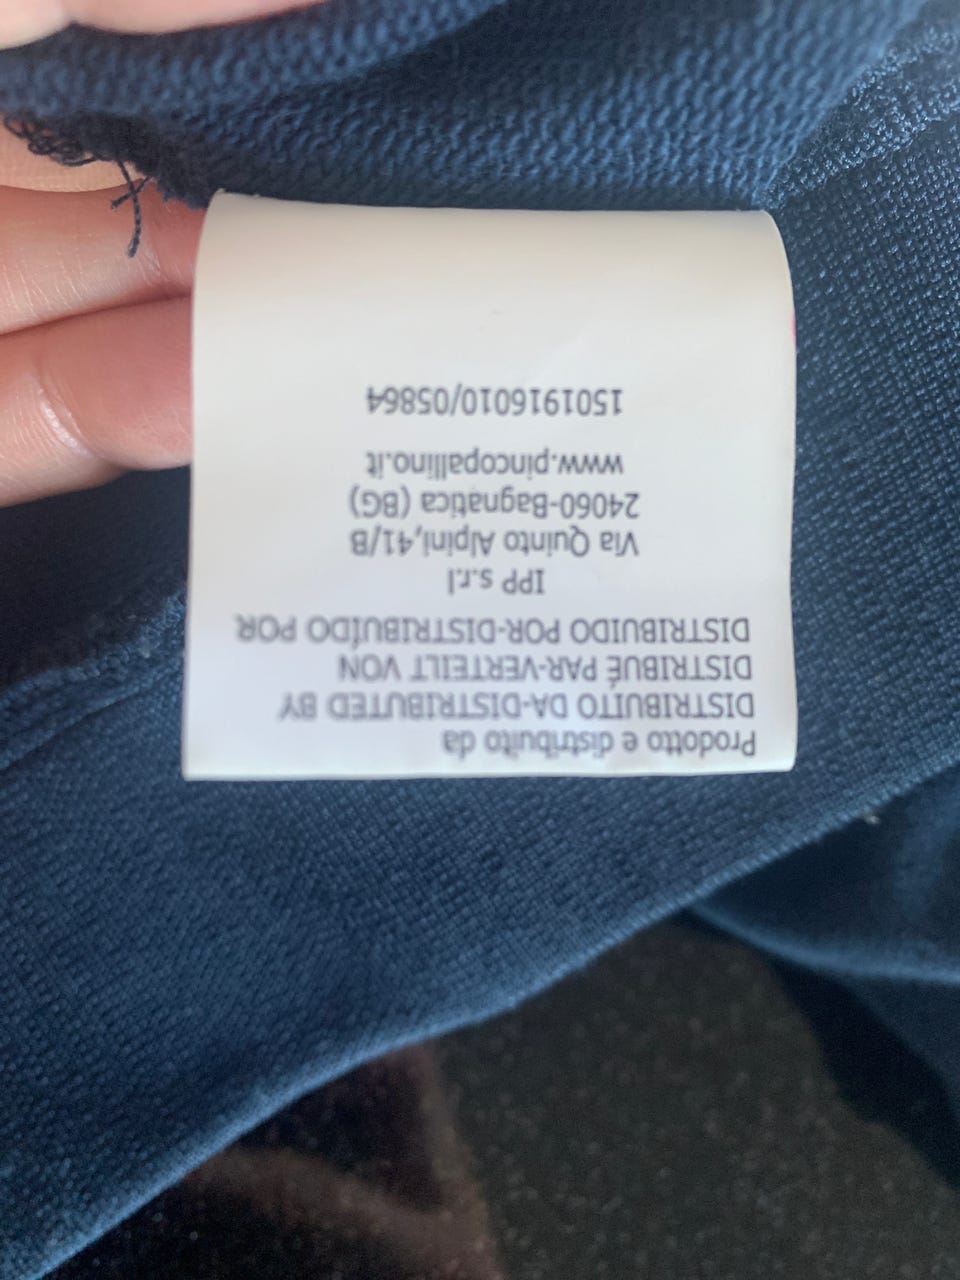 Prodotto e distribuito da
DISTRIBUITO DA-DISTRIBUTED BY
DISTRIBUÉ PAR-VERTEILT VON
DISTRIBUIDO POR-DISTRIBUÍDO POR
IPP s.r.l
Via Quinto Alpini,41/B
24060-Bagnatica (BG)
www.pincopallino.it
1501916010/05864